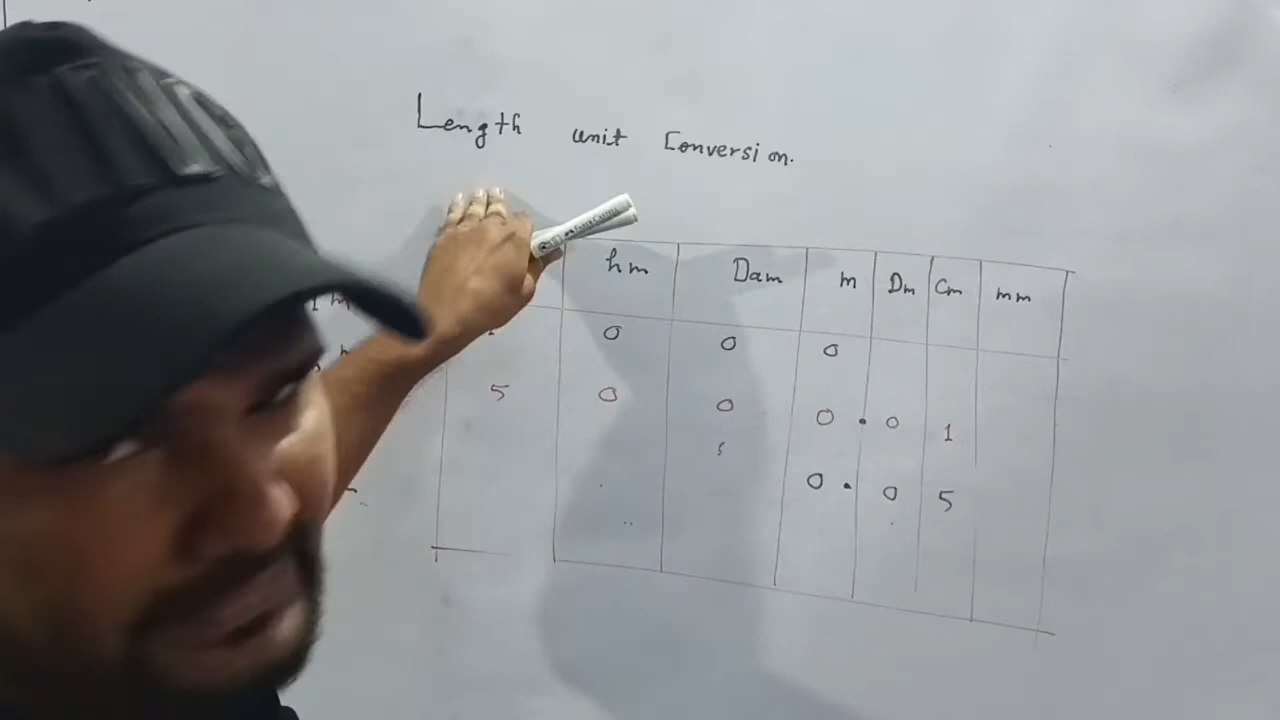 Length unit Conversion.
hm Dam m Dm Cm mm
0 0 0
5 0 0 0 . 0 1
0 . 0 5